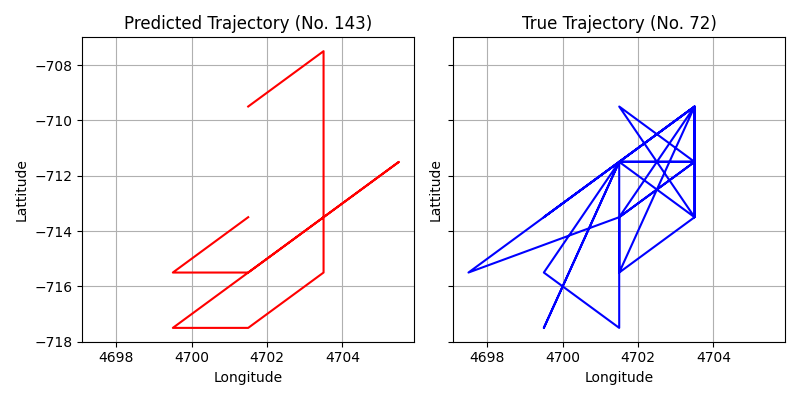 Predicted Trajectory (No. 143)
True Trajectory (No. 72)
Lattitude
−708
−710
−712
−714
−716
−718
4698
4700
4702
4704
Longitude
Lattitude
4698
4700
4702
4704
Longitude